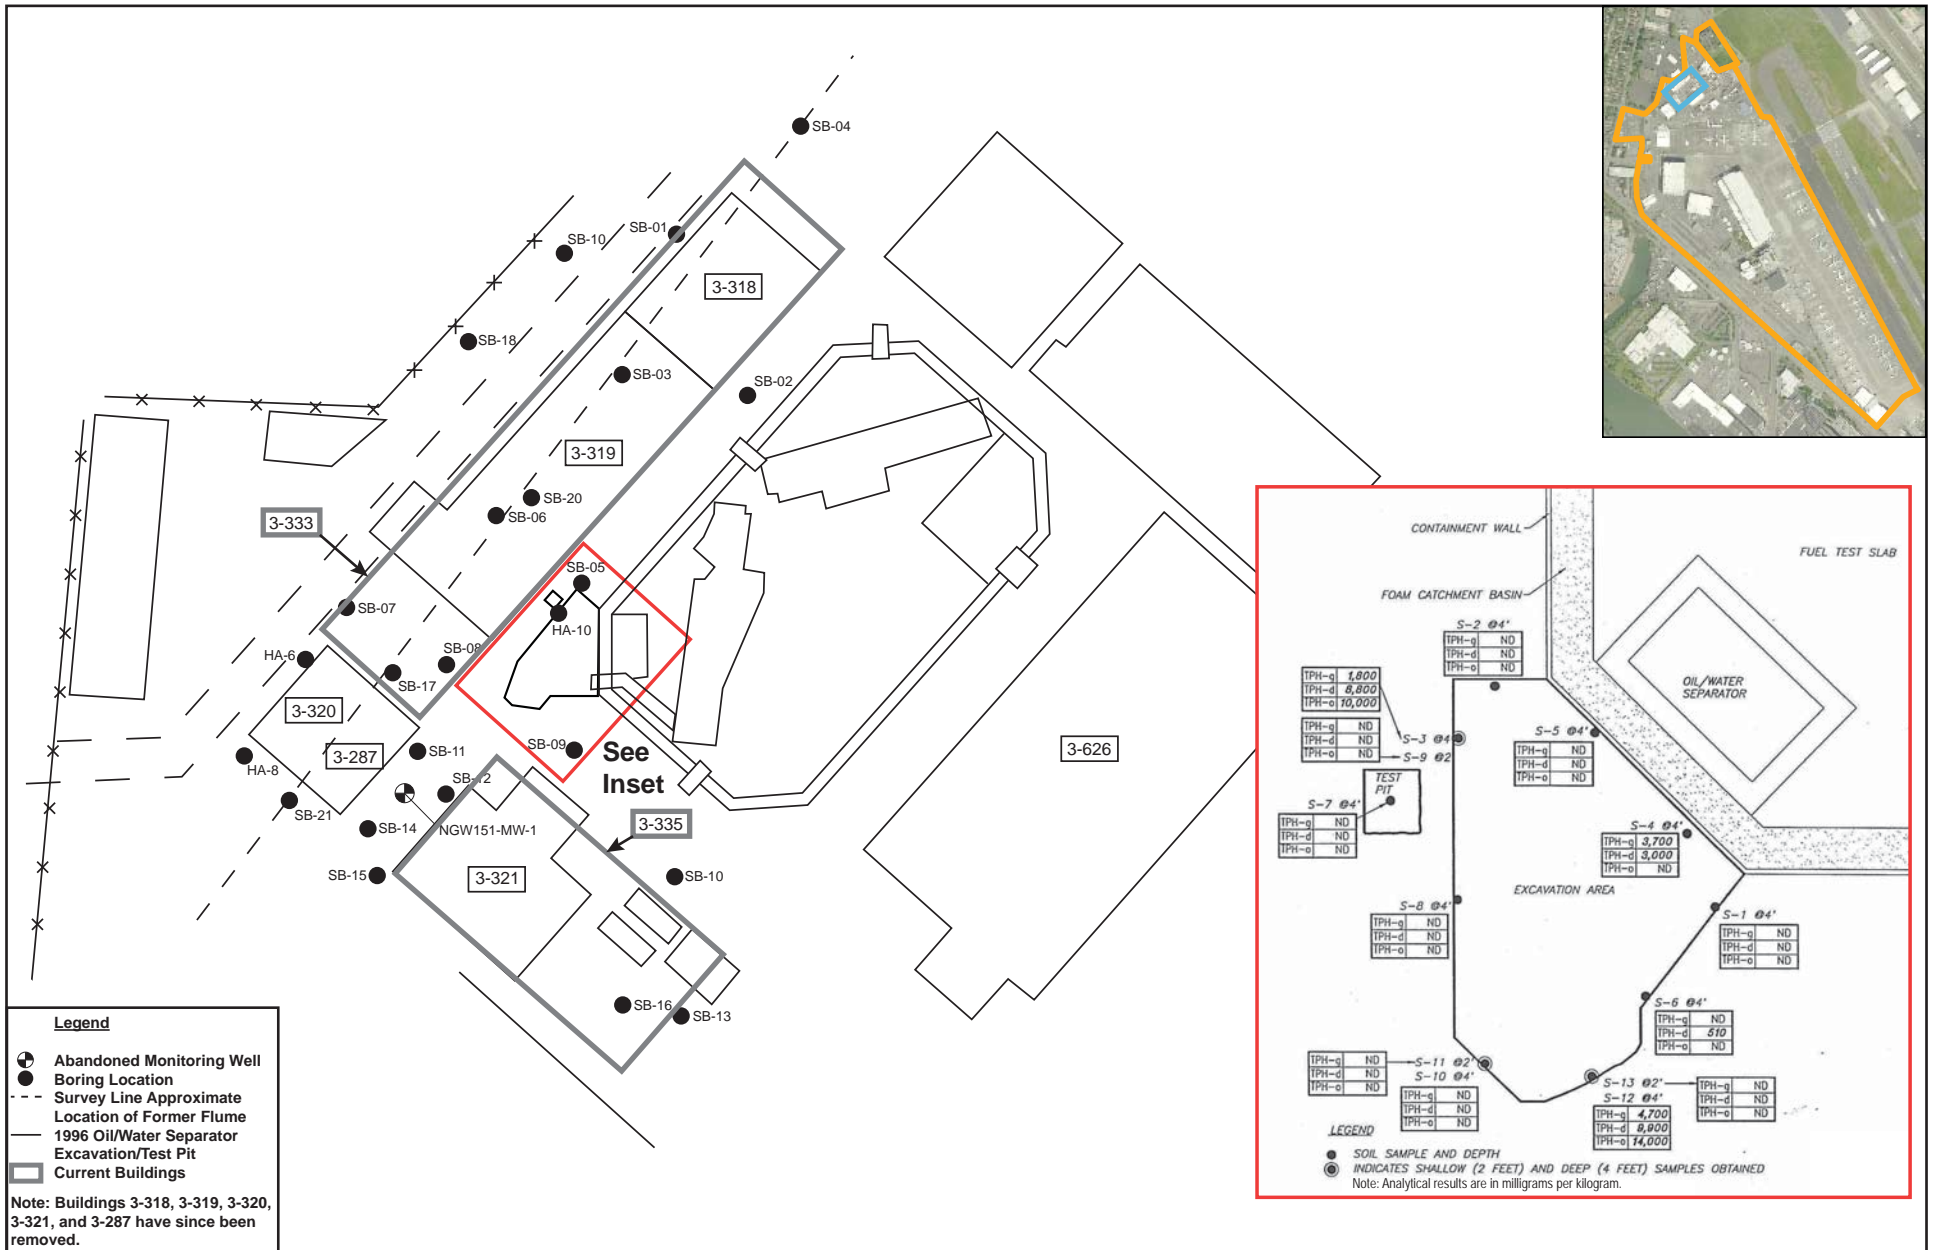 SB-04
SB-01
SB-10
3-318
SB-18
SB-03
SB-02
3-319
SB-20
SB-06
3-333
SB-05
HA-10
SB-07
SB-08
HA-6
SB-17
3-320
3-287
SB-11
HA-8
SB-09
See
Inset
3-626
SB-12
SB-21
NGW151-MW-1
SB-14
3-335
SB-15
3-321
SB-10
SB-16
SB-13
Legend
Abandoned Monitoring Well
Boring Location
Survey Line Approximate
Location of Former Flume
1996 Oil/Water Separator
Excavation/Test Pit
Current Buildings
Note: Buildings 3-318, 3-319, 3-320,
3-321, and 3-287 have since been
removed.
CONTAINMENT WALL
FUEL TEST SLAB
FOAM CATCHMENT BASIN
OIL/WATER
SEPARATOR
S-2 @4'
TPH-g ND
TPH-d ND
TPH-o ND
TPH-g 1,800
TPH-d 8,800
TPH-o 10,000
S-3 @4
TPH-g ND
TPH-d ND
TPH-o ND
S-9 @2
S-5 @4'
TPH-g ND
TPH-d ND
TPH-o ND
TEST
PIT
S-7 @4'
TPH-g ND
TPH-d ND
TPH-o ND
S-4 @4'
TPH-g 3,700
TPH-d 3,000
TPH-o ND
EXCAVATION AREA
S-8 @4'
TPH-g ND
TPH-d ND
TPH-o ND
S-1 @4'
TPH-g ND
TPH-d ND
TPH-o ND
S-6 @4'
TPH-g ND
TPH-d 510
TPH-o ND
S-11 @2'
TPH-g ND
TPH-d ND
TPH-o ND
S-10 @4'
TPH-g ND
TPH-d ND
TPH-o ND
S-13 @2'
TPH-g ND
TPH-d ND
TPH-o ND
S-12 @4'
TPH-g 4,700
TPH-d 9,900
TPH-o 14,000
LEGEND
SOIL SAMPLE AND DEPTH
INDICATES SHALLOW (2 FEET) AND DEEP (4 FEET) SAMPLES OBTAINED
Note: Analytical results are in milligrams per kilogram.